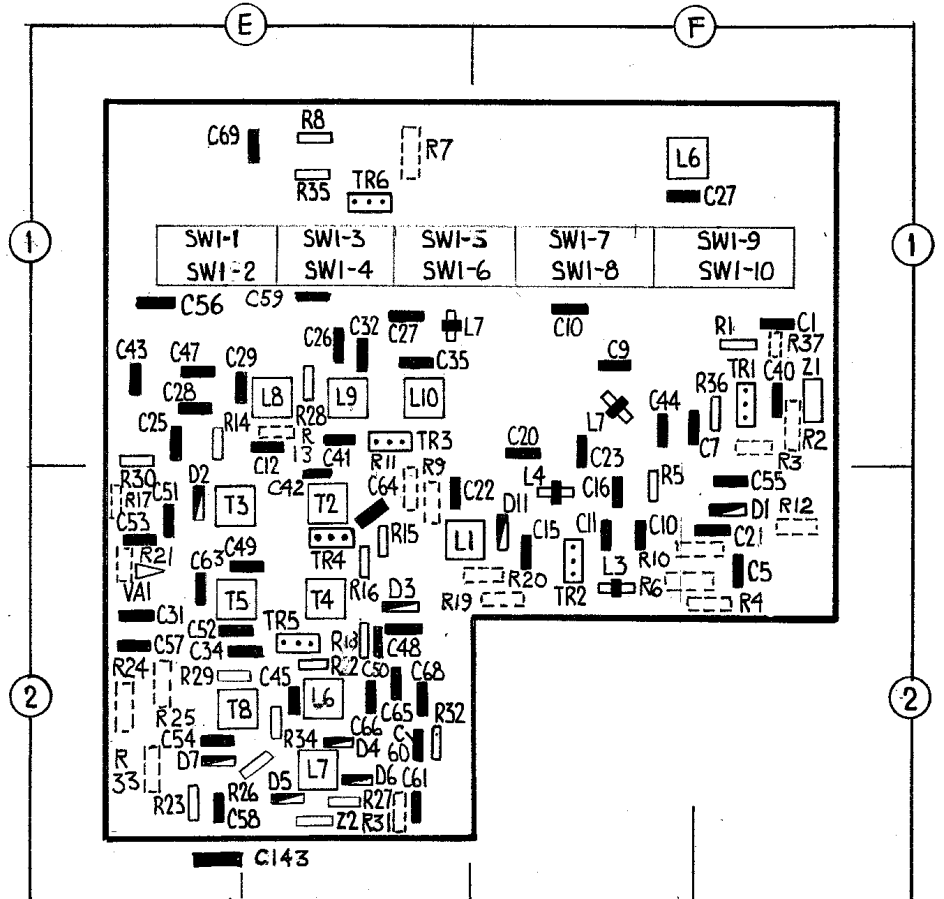 E
F
C69
R8
R7
L6
R35
TR6
C27
1
SW1-1
SW1-3
SW1-5
SW1-7
SW1-9
1
SW1-2
SW1-4
SW1-6
SW1-8
SW1-10
C56
C59
C27
L7
C10
C1
C26
C32
R1
R37
C43
C47
C29
C35
C9
TR1
C40
Z1
C28
L8
R28
L9
L10
L7
C44
R36
C25
R14
R
13
C41
TR3
C7
R2
C12
R11
C20
C23
R3
R30
D2
C42
C64
R9
L4
R5
C55
R17
C51
T3
T2
C22
D11
C16
D1
R12
C53
R15
L1
C15
C11
C10
C21
R21
C49
TR4
R10
C63
R16
R20
TR2
L3
R6
C5
VA1
T5
T4
D3
R19
R4
C31
C52
TR5
R18
C48
C57
C34
R22
C50
C68
R24
R29
C45
L6
2
R25
T8
C65
R32
2
C66
C
60
C54
R34
D4
D7
L7
R
33
D5
D6
C61
R23
R26
R27
C58
Z2
R31
C143